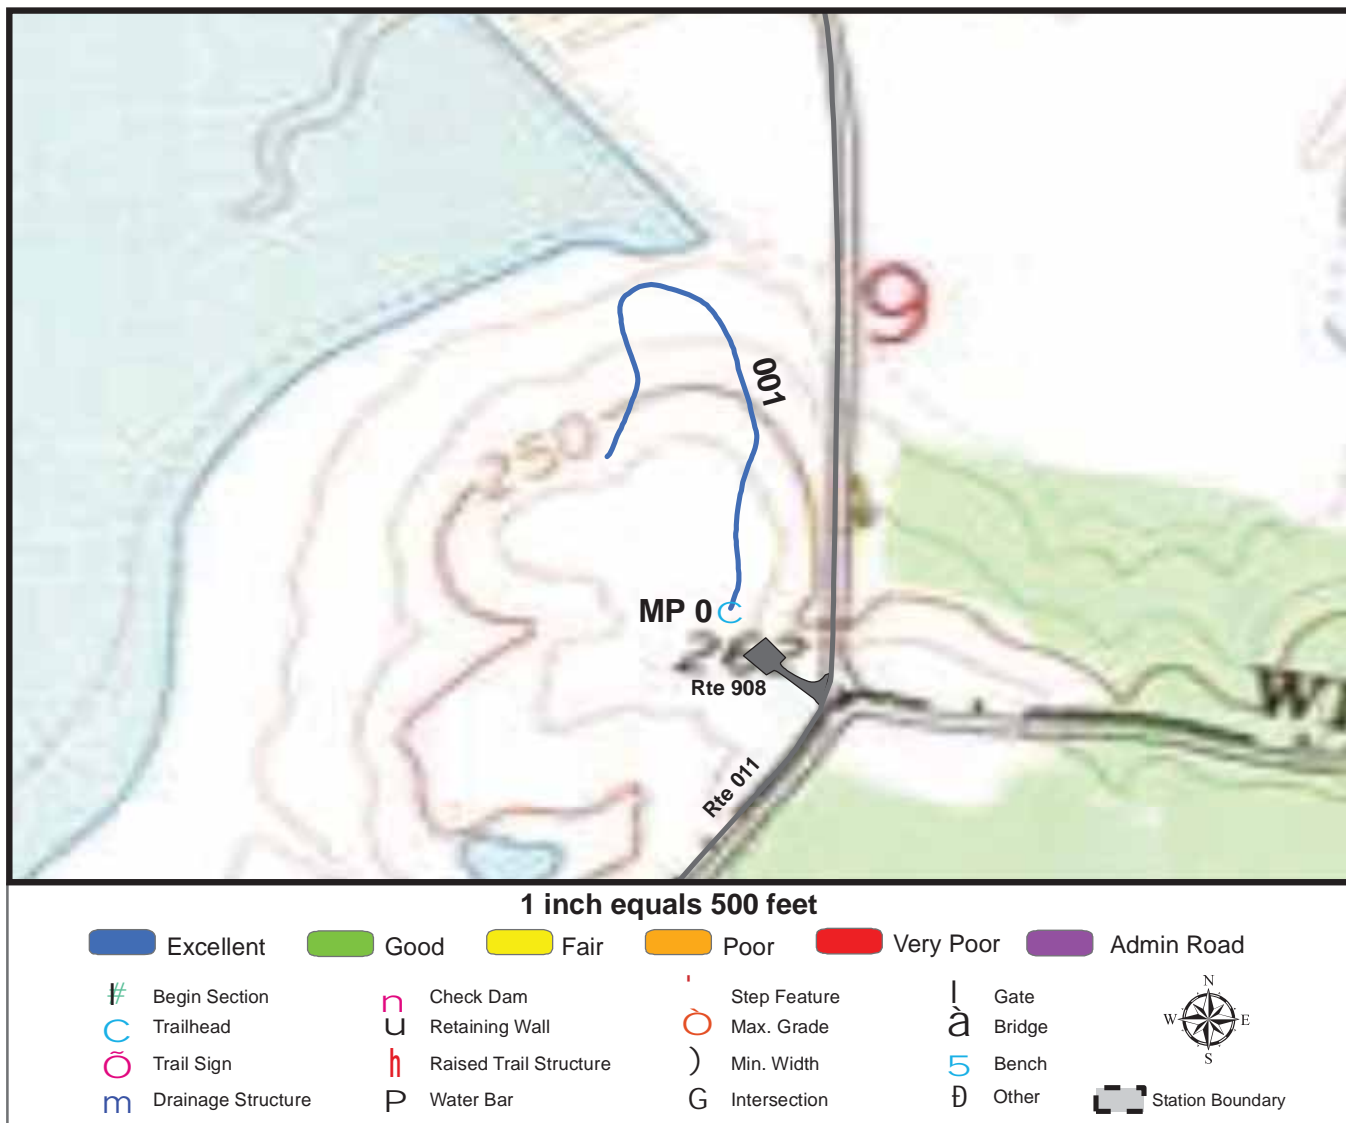 9
001
250
MP 0 C
Rte 908
Rte 011
1 inch equals 500 feet
Excellent
Good
Fair
Poor
Very Poor
Admin Road
Begin Section
C Trailhead
Õ Trail Sign
m Drainage Structure
n Check Dam
u Retaining Wall
h Raised Trail Structure
P Water Bar
' Step Feature
Ò Max. Grade
) Min. Width
G Intersection
l Gate
à Bridge
5 Bench
Đ Other
N
W E
S
Station Boundary